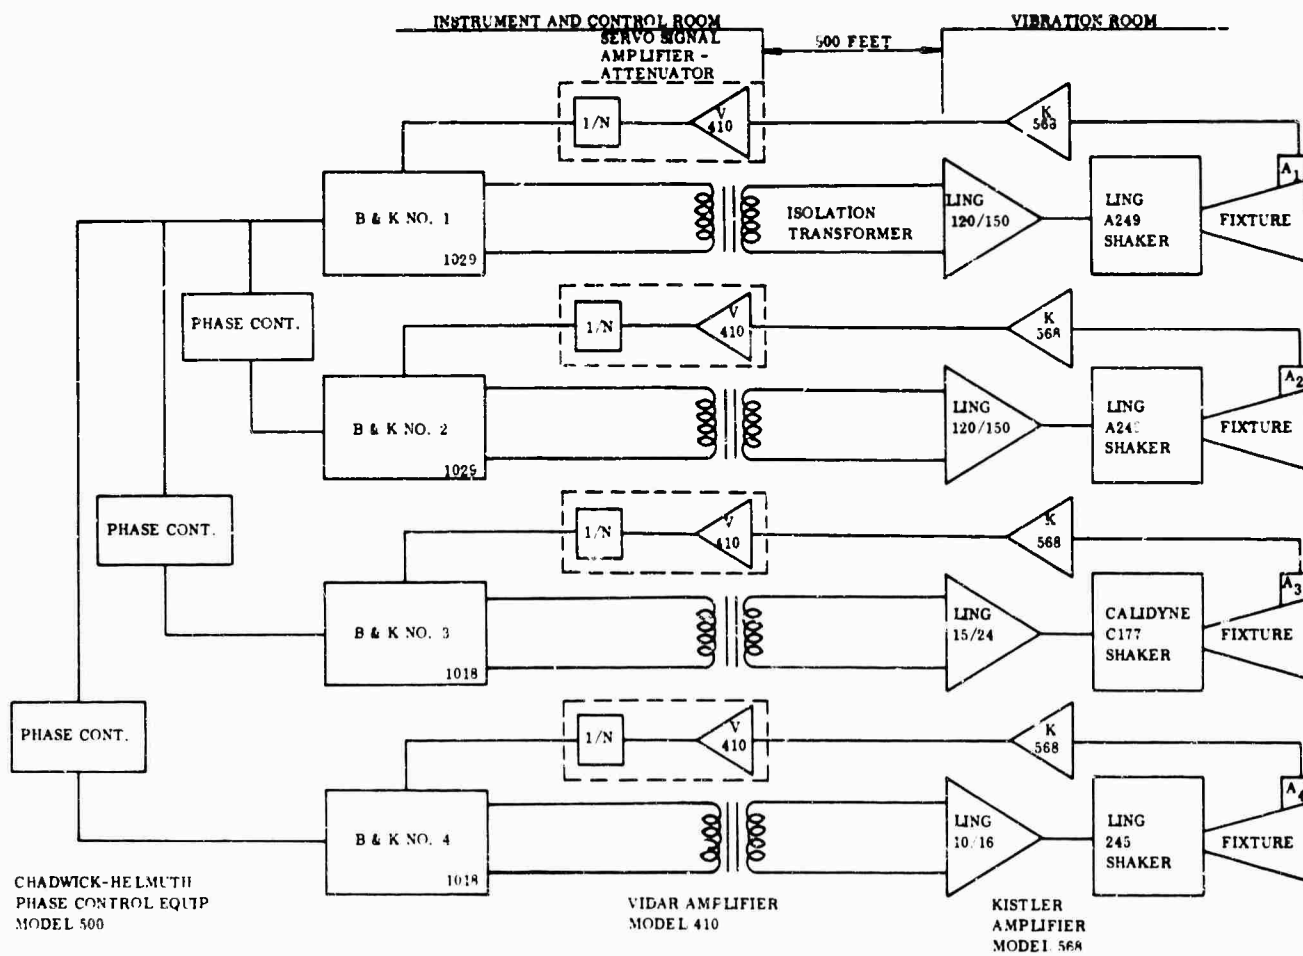 INSTRUMENT AND CONTROL ROOM
VIBRATION ROOM
SERVO SIGNAL
AMPLIFIER -
ATTENUATOR
500 FEET
1/N
V
410
K
568
A1
B & K NO. 1
1029
ISOLATION
TRANSFORMER
LING
120/150
LING
A249
SHAKER
FIXTURE
PHASE CONT.
1/N
V
410
K
568
A2
B & K NO. 2
1029
LING
120/150
LING
SHAKER
FIXTURE
PHASE CONT.
1/N
V
410
K
568
A3
B & K NO. 3
1018
LING
15/24
CALIDYNE
C177
SHAKER
FIXTURE
PHASE CONT.
1/N
V
410
K
568
A4
B & K NO. 4
1018
LING
10/16
LING
245
SHAKER
FIXTURE
CHADWICK-HELMUTH
PHASE CONTROL EQUIP
MODEL 500
VIDAR AMPLIFIER
MODEL 410
KISTLER
AMPLIFIER
MODEL 568